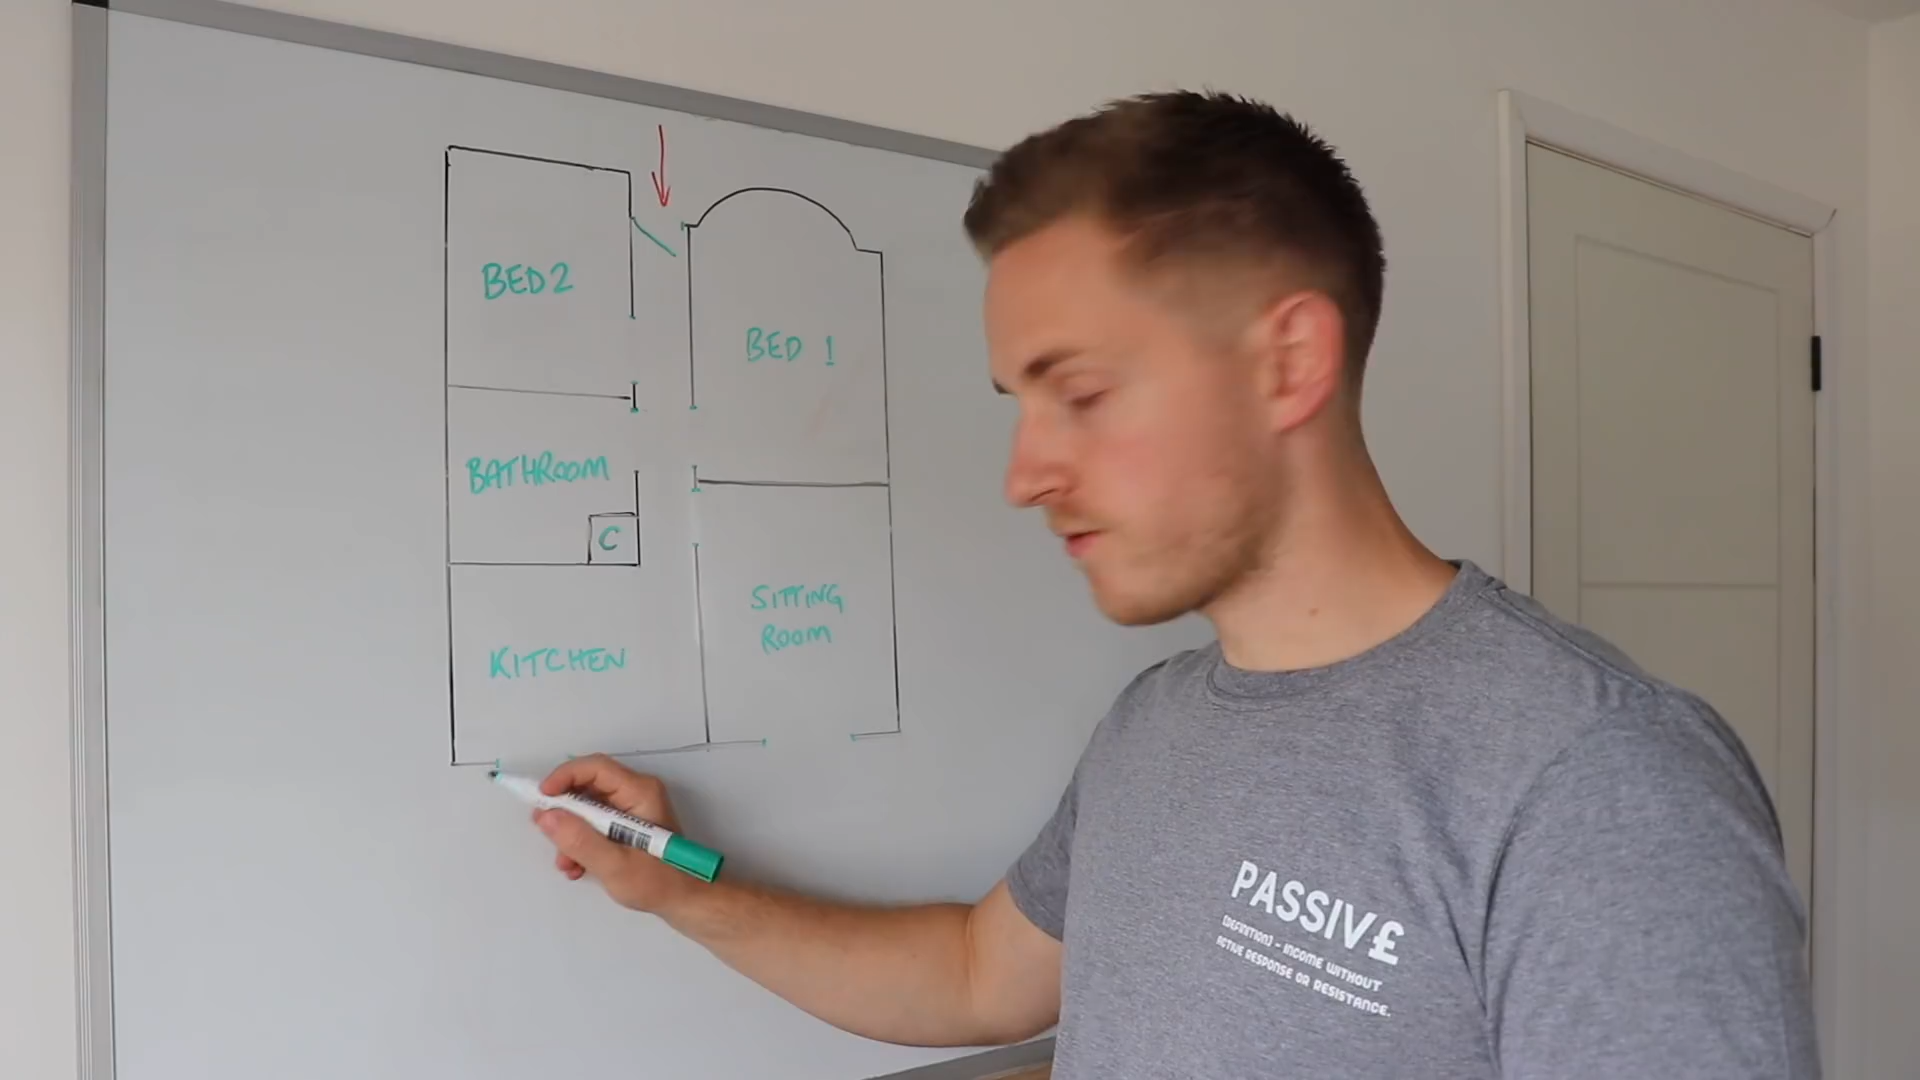 BED 2
BED 1
BATHROOM
C
SITTING
ROOM
KITCHEN
PASSIV£
[DEFINITION] - INCOME WITHOUT
ACTIVE RESPONSE OR RESISTANCE.